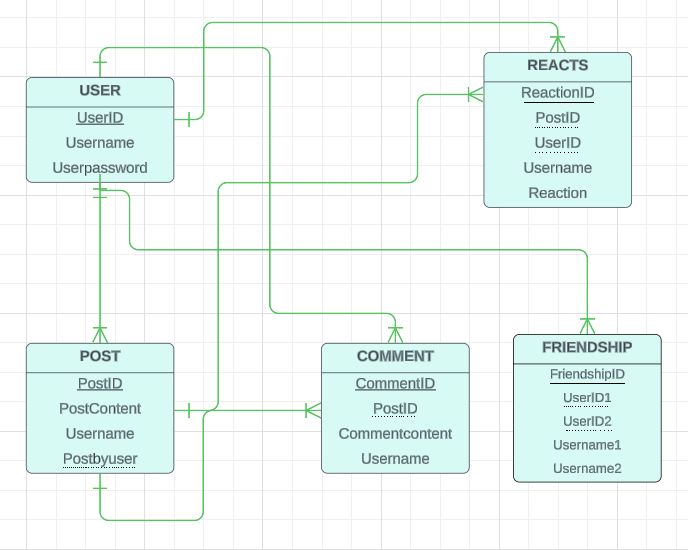 USER
UserID
Username
Userpassword
REACTS
ReactionID
PostID
UserID
Username
Reaction
POST
PostID
PostContent
Username
Postbyuser
COMMENT
CommentID
PostID
Commentcontent
Username
FRIENDSHIP
FriendshipID
UserID1
UserID2
Username1
Username2